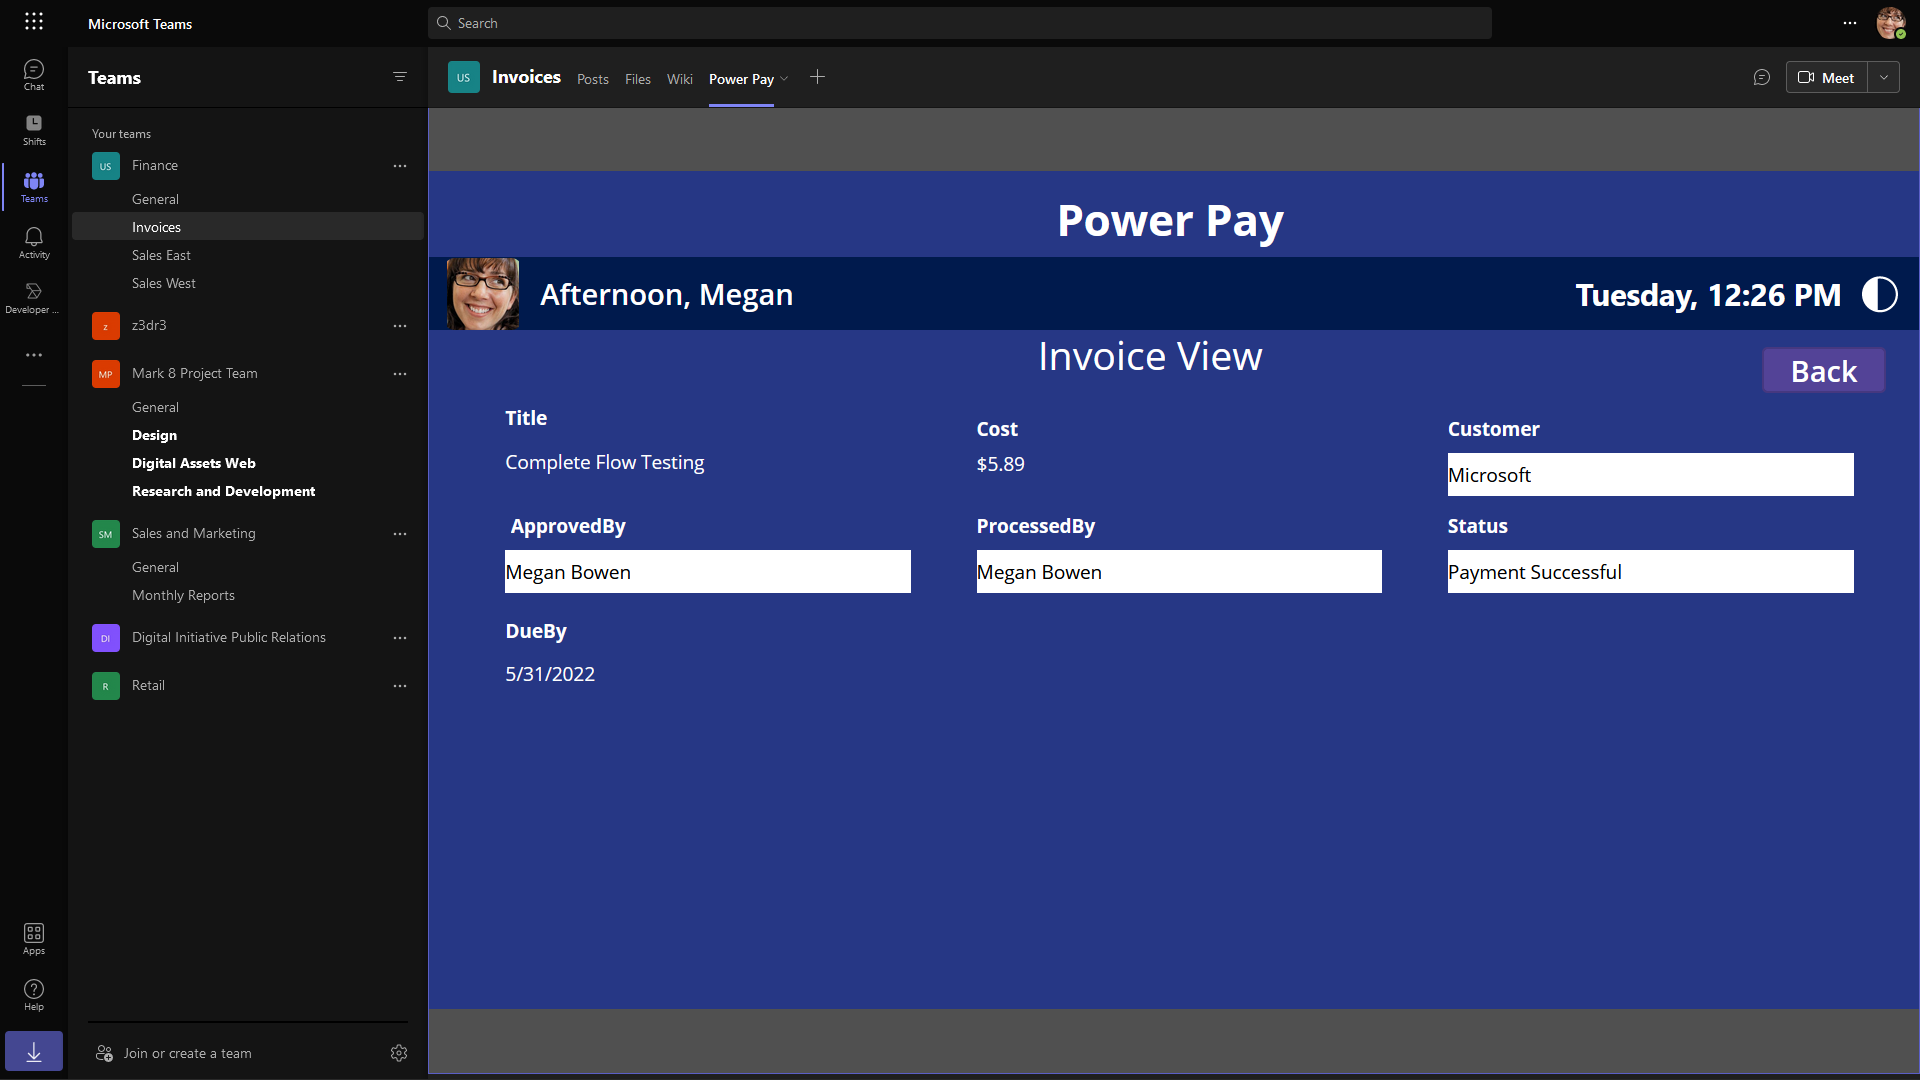 Microsoft Teams
Search
Chat
Shifts
Teams
Activity
Developer ...
Apps
Help
Teams
Your teams
US Finance
General
Invoices
Sales East
Sales West
z z3dr3
MP Mark 8 Project Team
General
Design
Digital Assets Web
Research and Development
SM Sales and Marketing
General
Monthly Reports
DI Digital Initiative Public Relations
R Retail
Join or create a team
US Invoices Posts Files Wiki Power Pay
Meet
Power Pay
Afternoon, Megan
Tuesday, 12:26 PM
Invoice View
Back
Title
Complete Flow Testing
Cost
$5.89
Customer
Microsoft
ApprovedBy
Megan Bowen
ProcessedBy
Megan Bowen
Status
Payment Successful
DueBy
5/31/2022